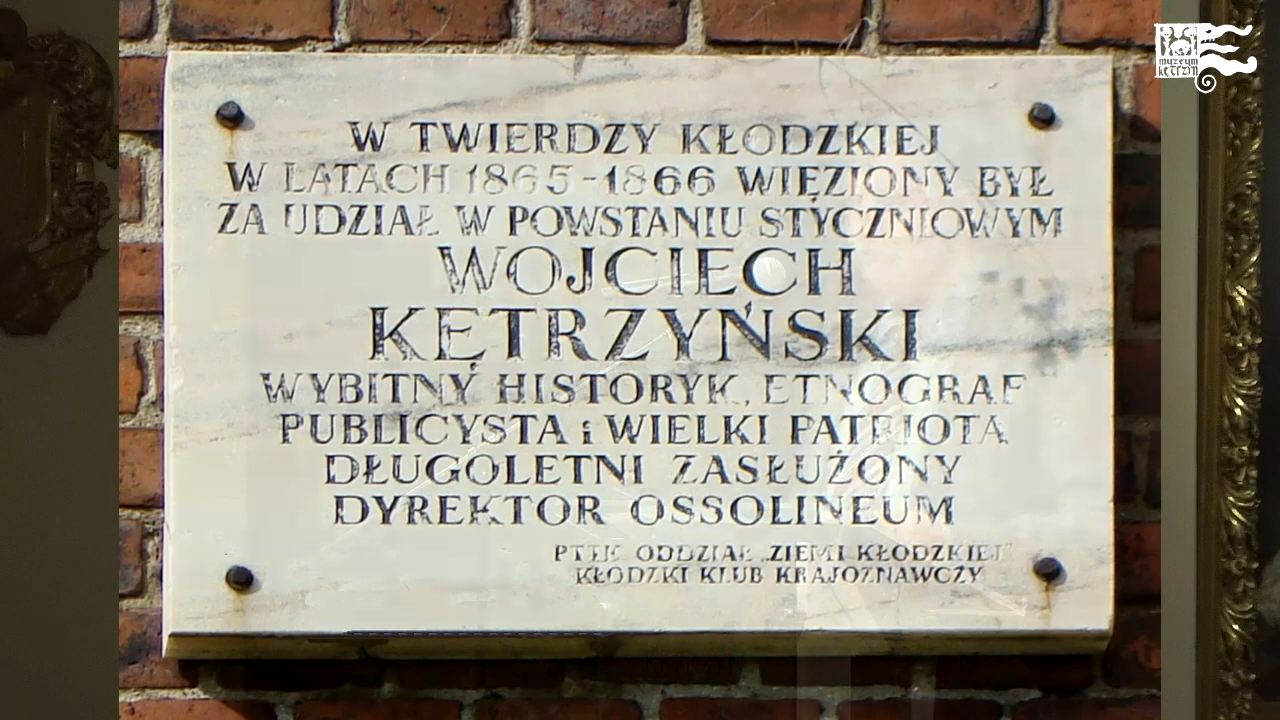 W TWIERDZY KŁODZKIEJ
W LATACH 1865-1866 WIĘZIONY BYŁ
ZA UDZIAŁ W POWSTANIU STYCZNIOWYM
WOJCIECH
KĘTRZYŃSKI
WYBITNY HISTORYK, ETNOGRAF
PUBLICYSTA i WIELKI PATRIOTA
DŁUGOLETNI ZASŁUŻONY
DYREKTOR OSSOLINEUM
PTTK ODDZIAŁ „ZIEMI KŁODZKIEJ"
KŁODZKI KLUB KRAJOZNAWCZY
muzeum
kętrzyn